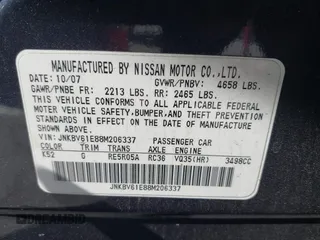 MANUFACTURED BY NISSAN MOTOR CO.,LTD.
DATE: 10/07 GVWR/PNBV: 4658 LBS.
GAWR/PNBE FR: 2213 LBS. RR: 2465 LBS.
THIS VEHICLE CONFORMS TO ALL APPLICABLE
FEDERAL MOTOR VEHICLE SAFETY, BUMPER,AND THEFT PREVENTION
STANDARDS IN EFFECT ON THE DATE OF MANUFACTURE SHOWN ABOVE.
VIN: JNKBV61E88M206337 PASSENGER CAR
COLOR TRIM TRANS AXLE ENGINE
K52 G RE5R05A RC36 VQ35(HR) 3498CC
JNKBV61E88M206337